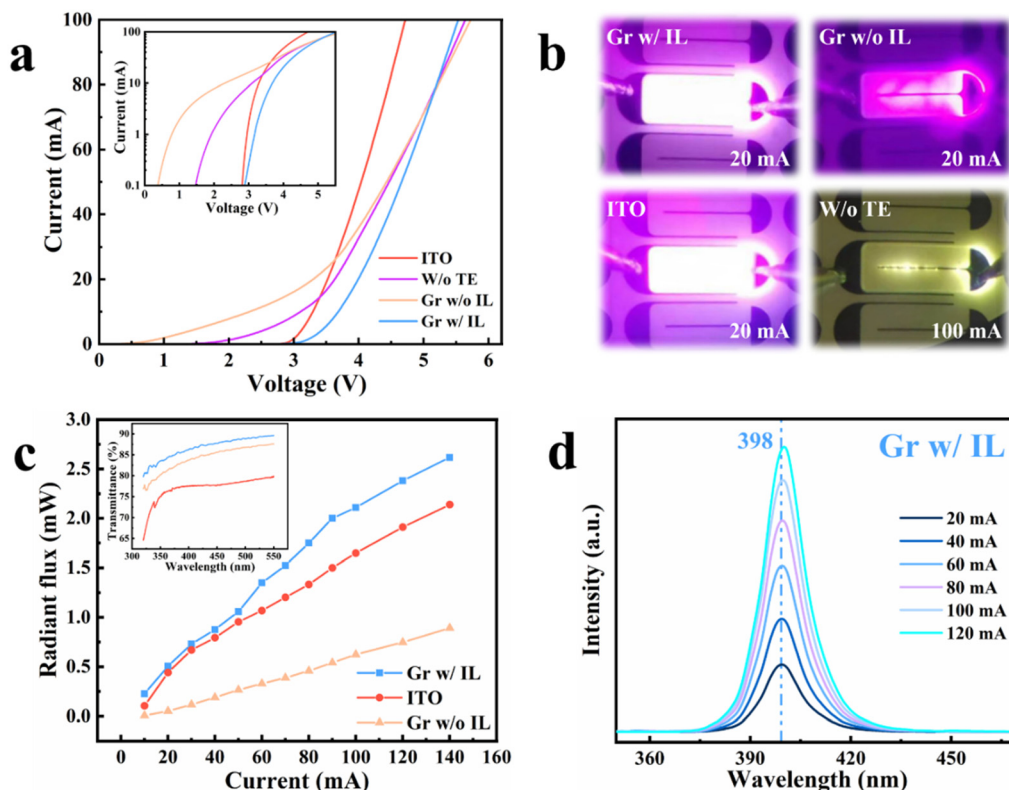 a
Current (mA)
100
80
60
40
20
0
0 1 2 3 4 5 6
Voltage (V)
Current (mA)
100
10
1
0.1
0 1 2 3 4 5
Voltage (V)
ITO
W/o TE
Gr w/o IL
Gr w/ IL
b
Gr w/ IL
20 mA
Gr w/o IL
20 mA
ITO
20 mA
W/o TE
100 mA
c
Radiant flux (mW)
3.0
2.5
2.0
1.5
1.0
0.5
0.0
0 20 40 60 80 100 120 140
Current (mA)
Transmittance (%)
90
85
80
75
70
65
300 350 400 450 500 550
Wavelength (nm)
Gr w/ IL
ITO
Gr w/o IL
d
398
Gr w/ IL
Intensity (a.u.)
20 mA
40 mA
60 mA
80 mA
100 mA
120 mA
360 390 420 450
Wavelength (nm)